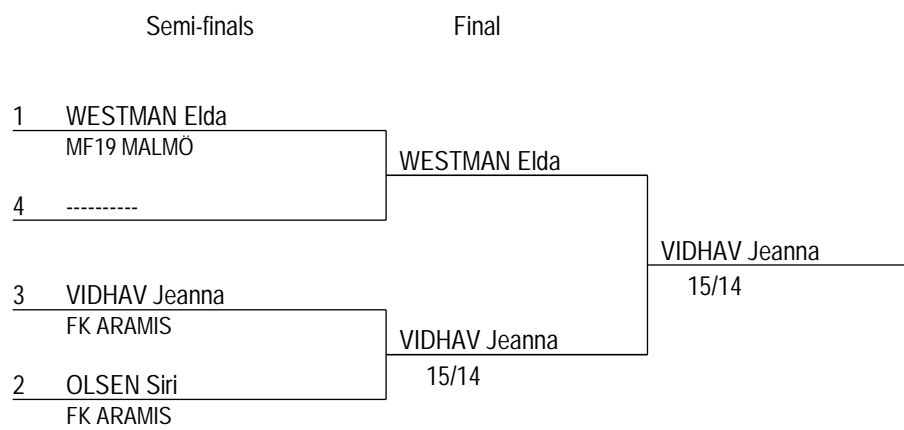 Semi-finals Final
1 WESTMAN Elda
MF19 MALMÖ
WESTMAN Elda
4 ----------
VIDHAV Jeanna
15/14
3 VIDHAV Jeanna
FK ARAMIS
VIDHAV Jeanna
15/14
2 OLSEN Siri
FK ARAMIS